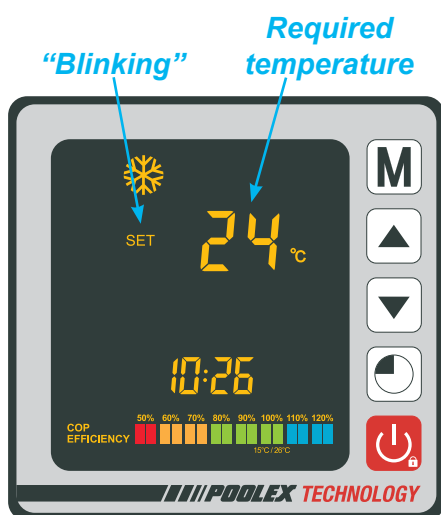 Required
“Blinking” temperature
M
SET 24 °C
10:26
50% 60% 70% 80% 90% 100% 110% 120%
COP
EFFICIENCY
15°C / 26°C
POOLEX TECHNOLOGY